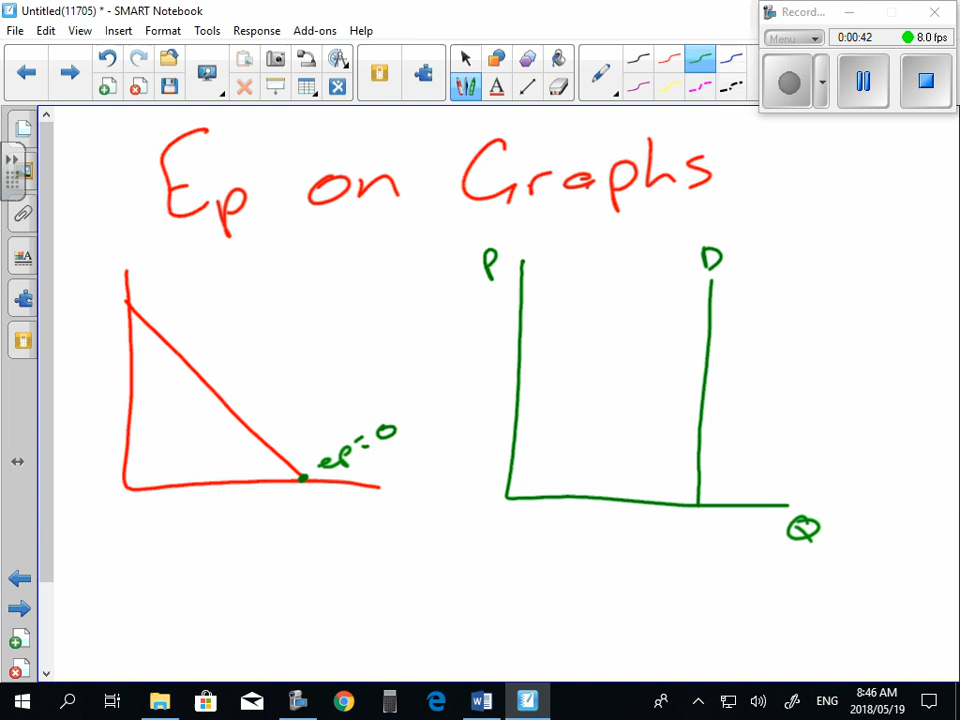 Untitled(11705) * - SMART Notebook
Record...
File Edit View Insert Format Tools Response Add-ons Help
Menu
0:00:42
8.0 fps
Ep on Graphs
P
D
ep = 0
Q
ENG
8:46 AM
2018/05/19